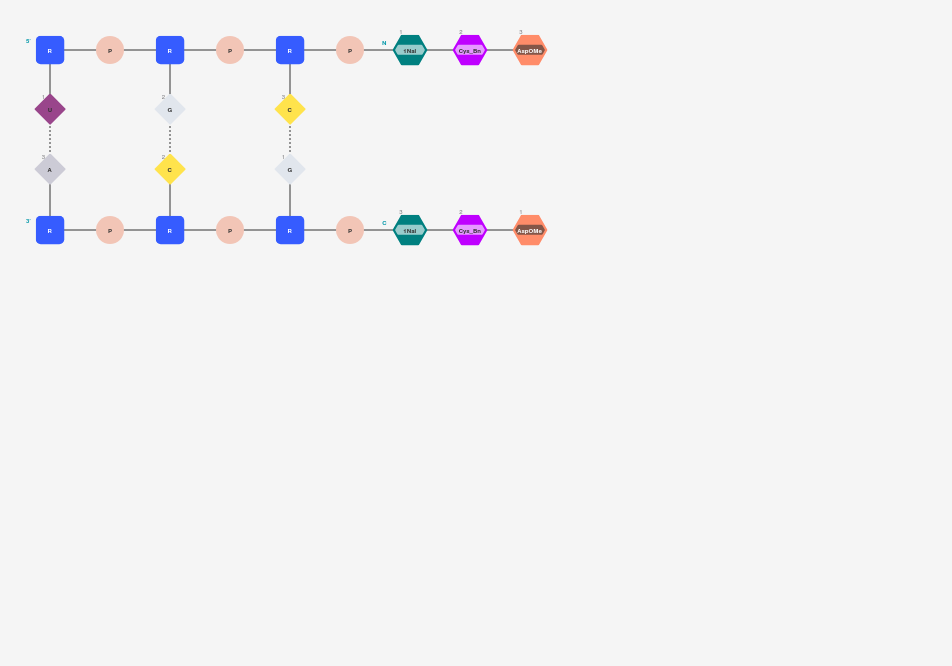 1 2 3
5' R P R P R P N 1Nal Cys_Bn AspOMe
1 2 3
U G C
3 2 1
A C G
3 2 1
3' R P R P R P C 1Nal Cys_Bn AspOMe